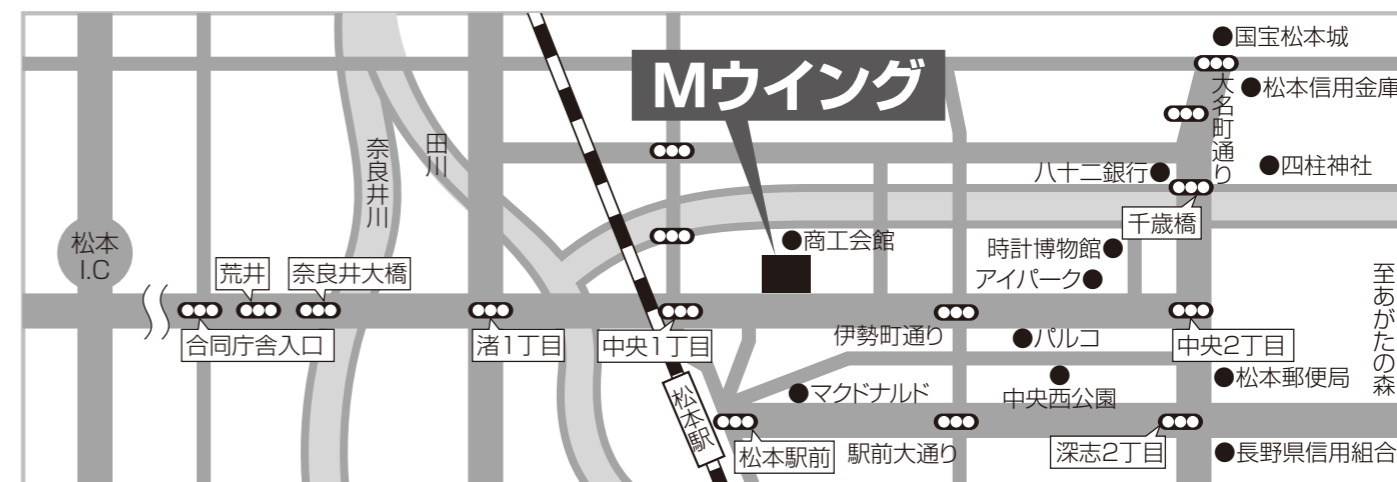 国宝松本城
Mウイング
大名町通り
松本信用金庫
奈良井川
田川
八十二銀行
四柱神社
千歳橋
松本
I.C
商工会館
時計博物館
アイパーク
荒井
奈良井大橋
至あがたの森
合同庁舎入口
渚1丁目
中央1丁目
伊勢町通り
パルコ
中央2丁目
松本駅
マクドナルド
中央西公園
松本郵便局
松本駅前
駅前大通り
深志2丁目
長野県信用組合